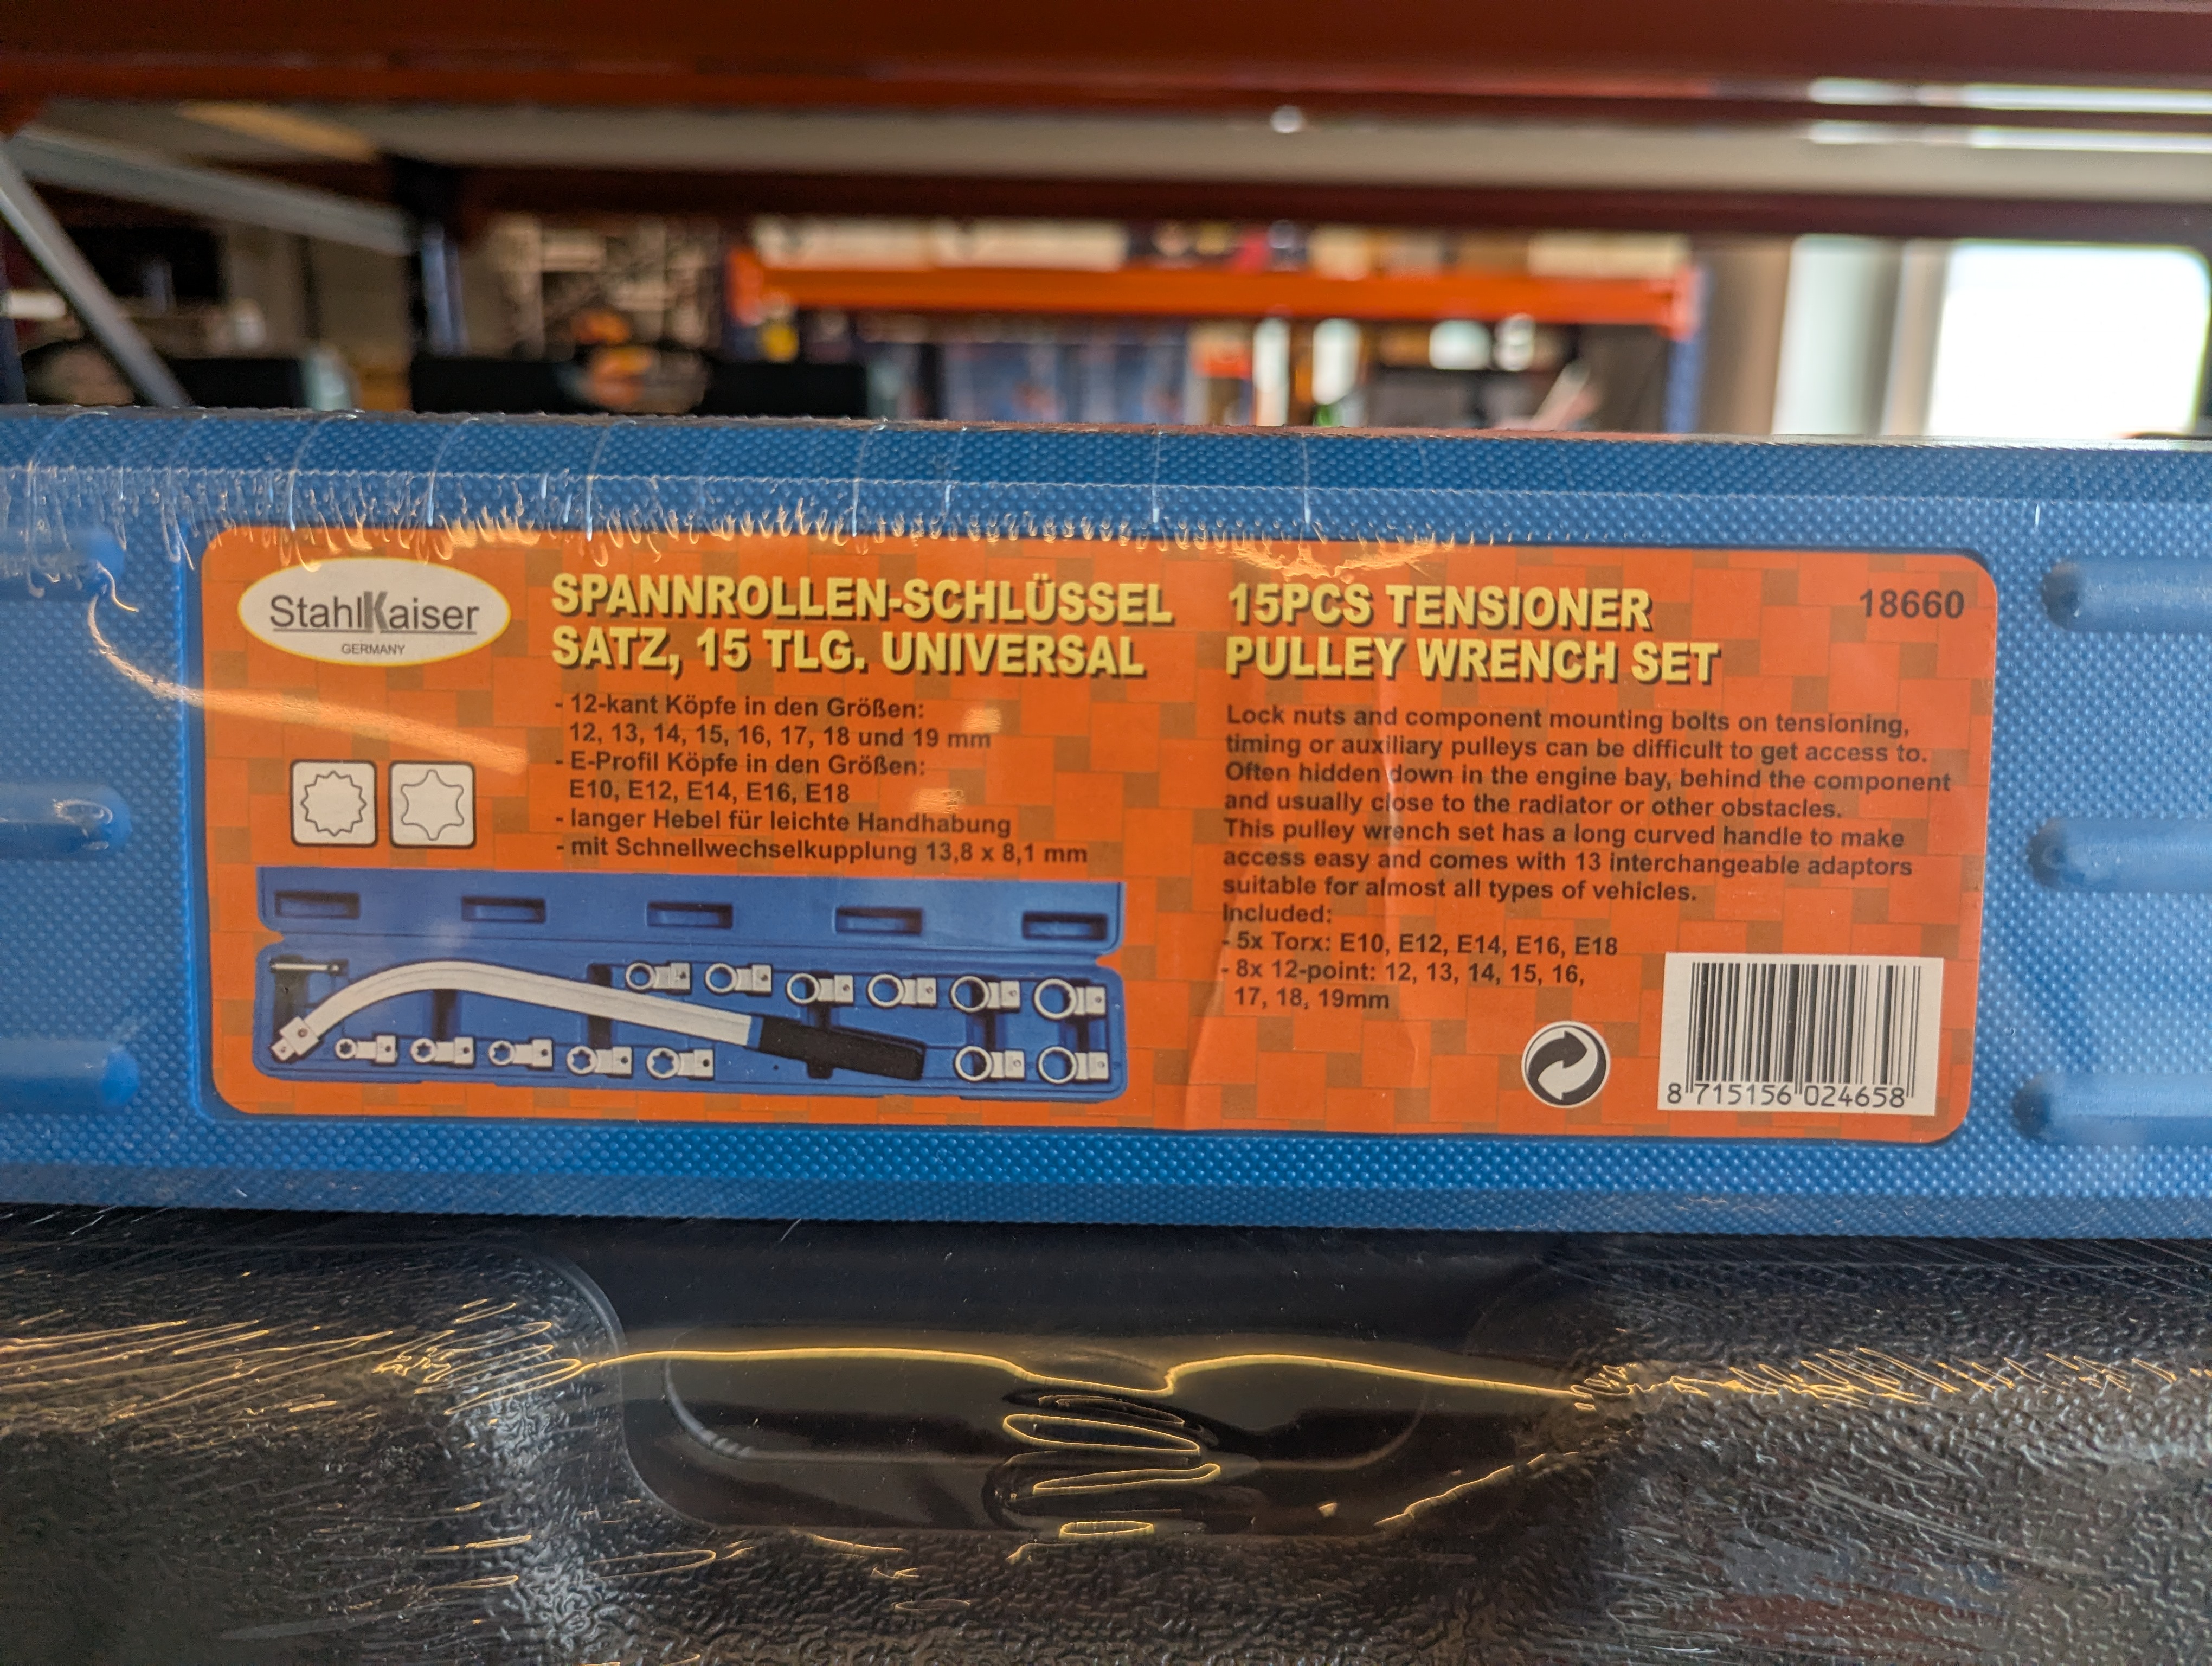 StahlKaiser
GERMANY
SPANNROLLEN-SCHLÜSSEL
SATZ, 15 TLG. UNIVERSAL
- 12-kant Köpfe in den Größen:
12, 13, 14, 15, 16, 17, 18 und 19 mm
- E-Profil Köpfe in den Größen:
E10, E12, E14, E16, E18
- langer Hebel für leichte Handhabung
- mit Schnellwechselkupplung 13,8 x 8,1 mm
15PCS TENSIONER
PULLEY WRENCH SET
18660
Lock nuts and component mounting bolts on tensioning,
timing or auxiliary pulleys can be difficult to get access to.
Often hidden down in the engine bay, behind the component
and usually close to the radiator or other obstacles.
This pulley wrench set has a long curved handle to make
access easy and comes with 13 interchangeable adaptors
suitable for almost all types of vehicles.
Included:
- 5x Torx: E10, E12, E14, E16, E18
- 8x 12-point: 12, 13, 14, 15, 16,
17, 18, 19mm
8 715156 024658